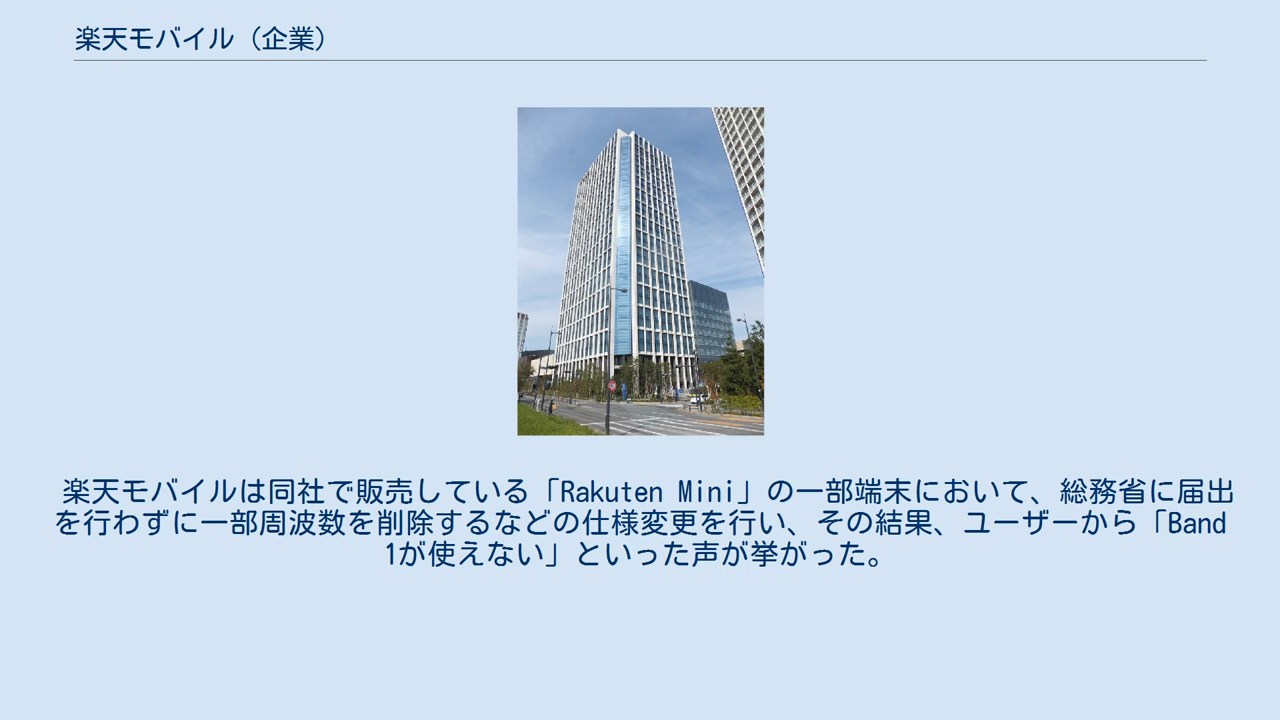 楽天モバイル（企業）
楽天モバイルは同社で販売している「Rakuten Mini」の一部端末において、総務省に届出
を行わずに一部周波数を削除するなどの仕様変更を行い、その結果、ユーザーから「Band
1が使えない」といった声が挙がった。